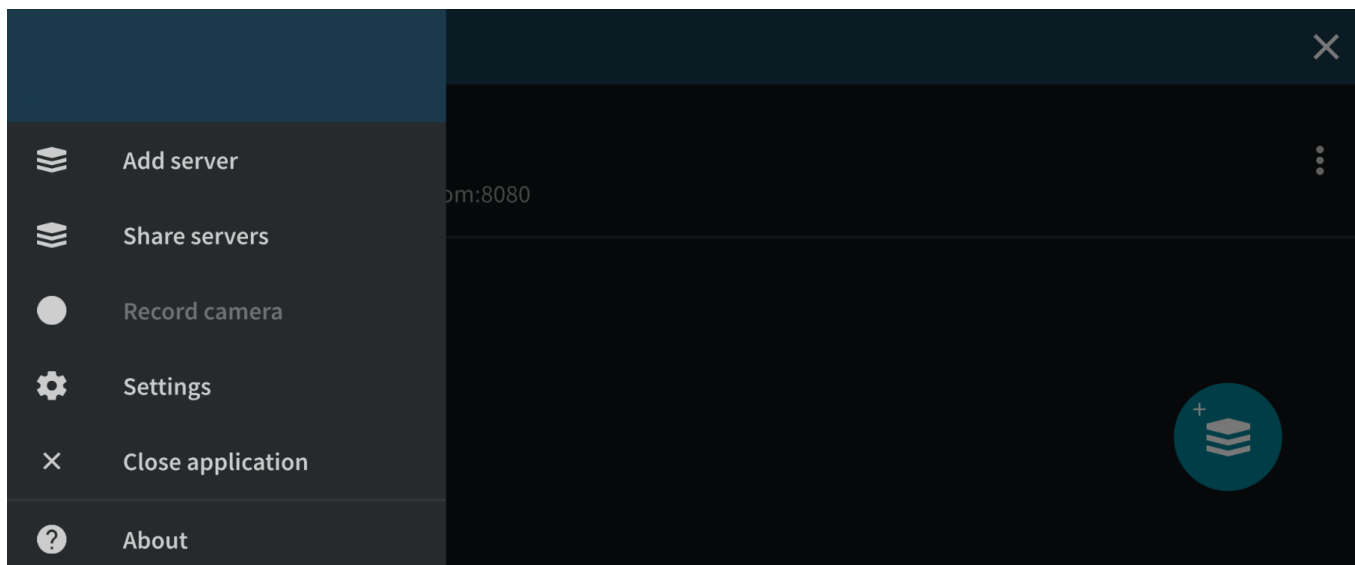 Add server
om:8080
Share servers
Record camera
Settings
Close application
About